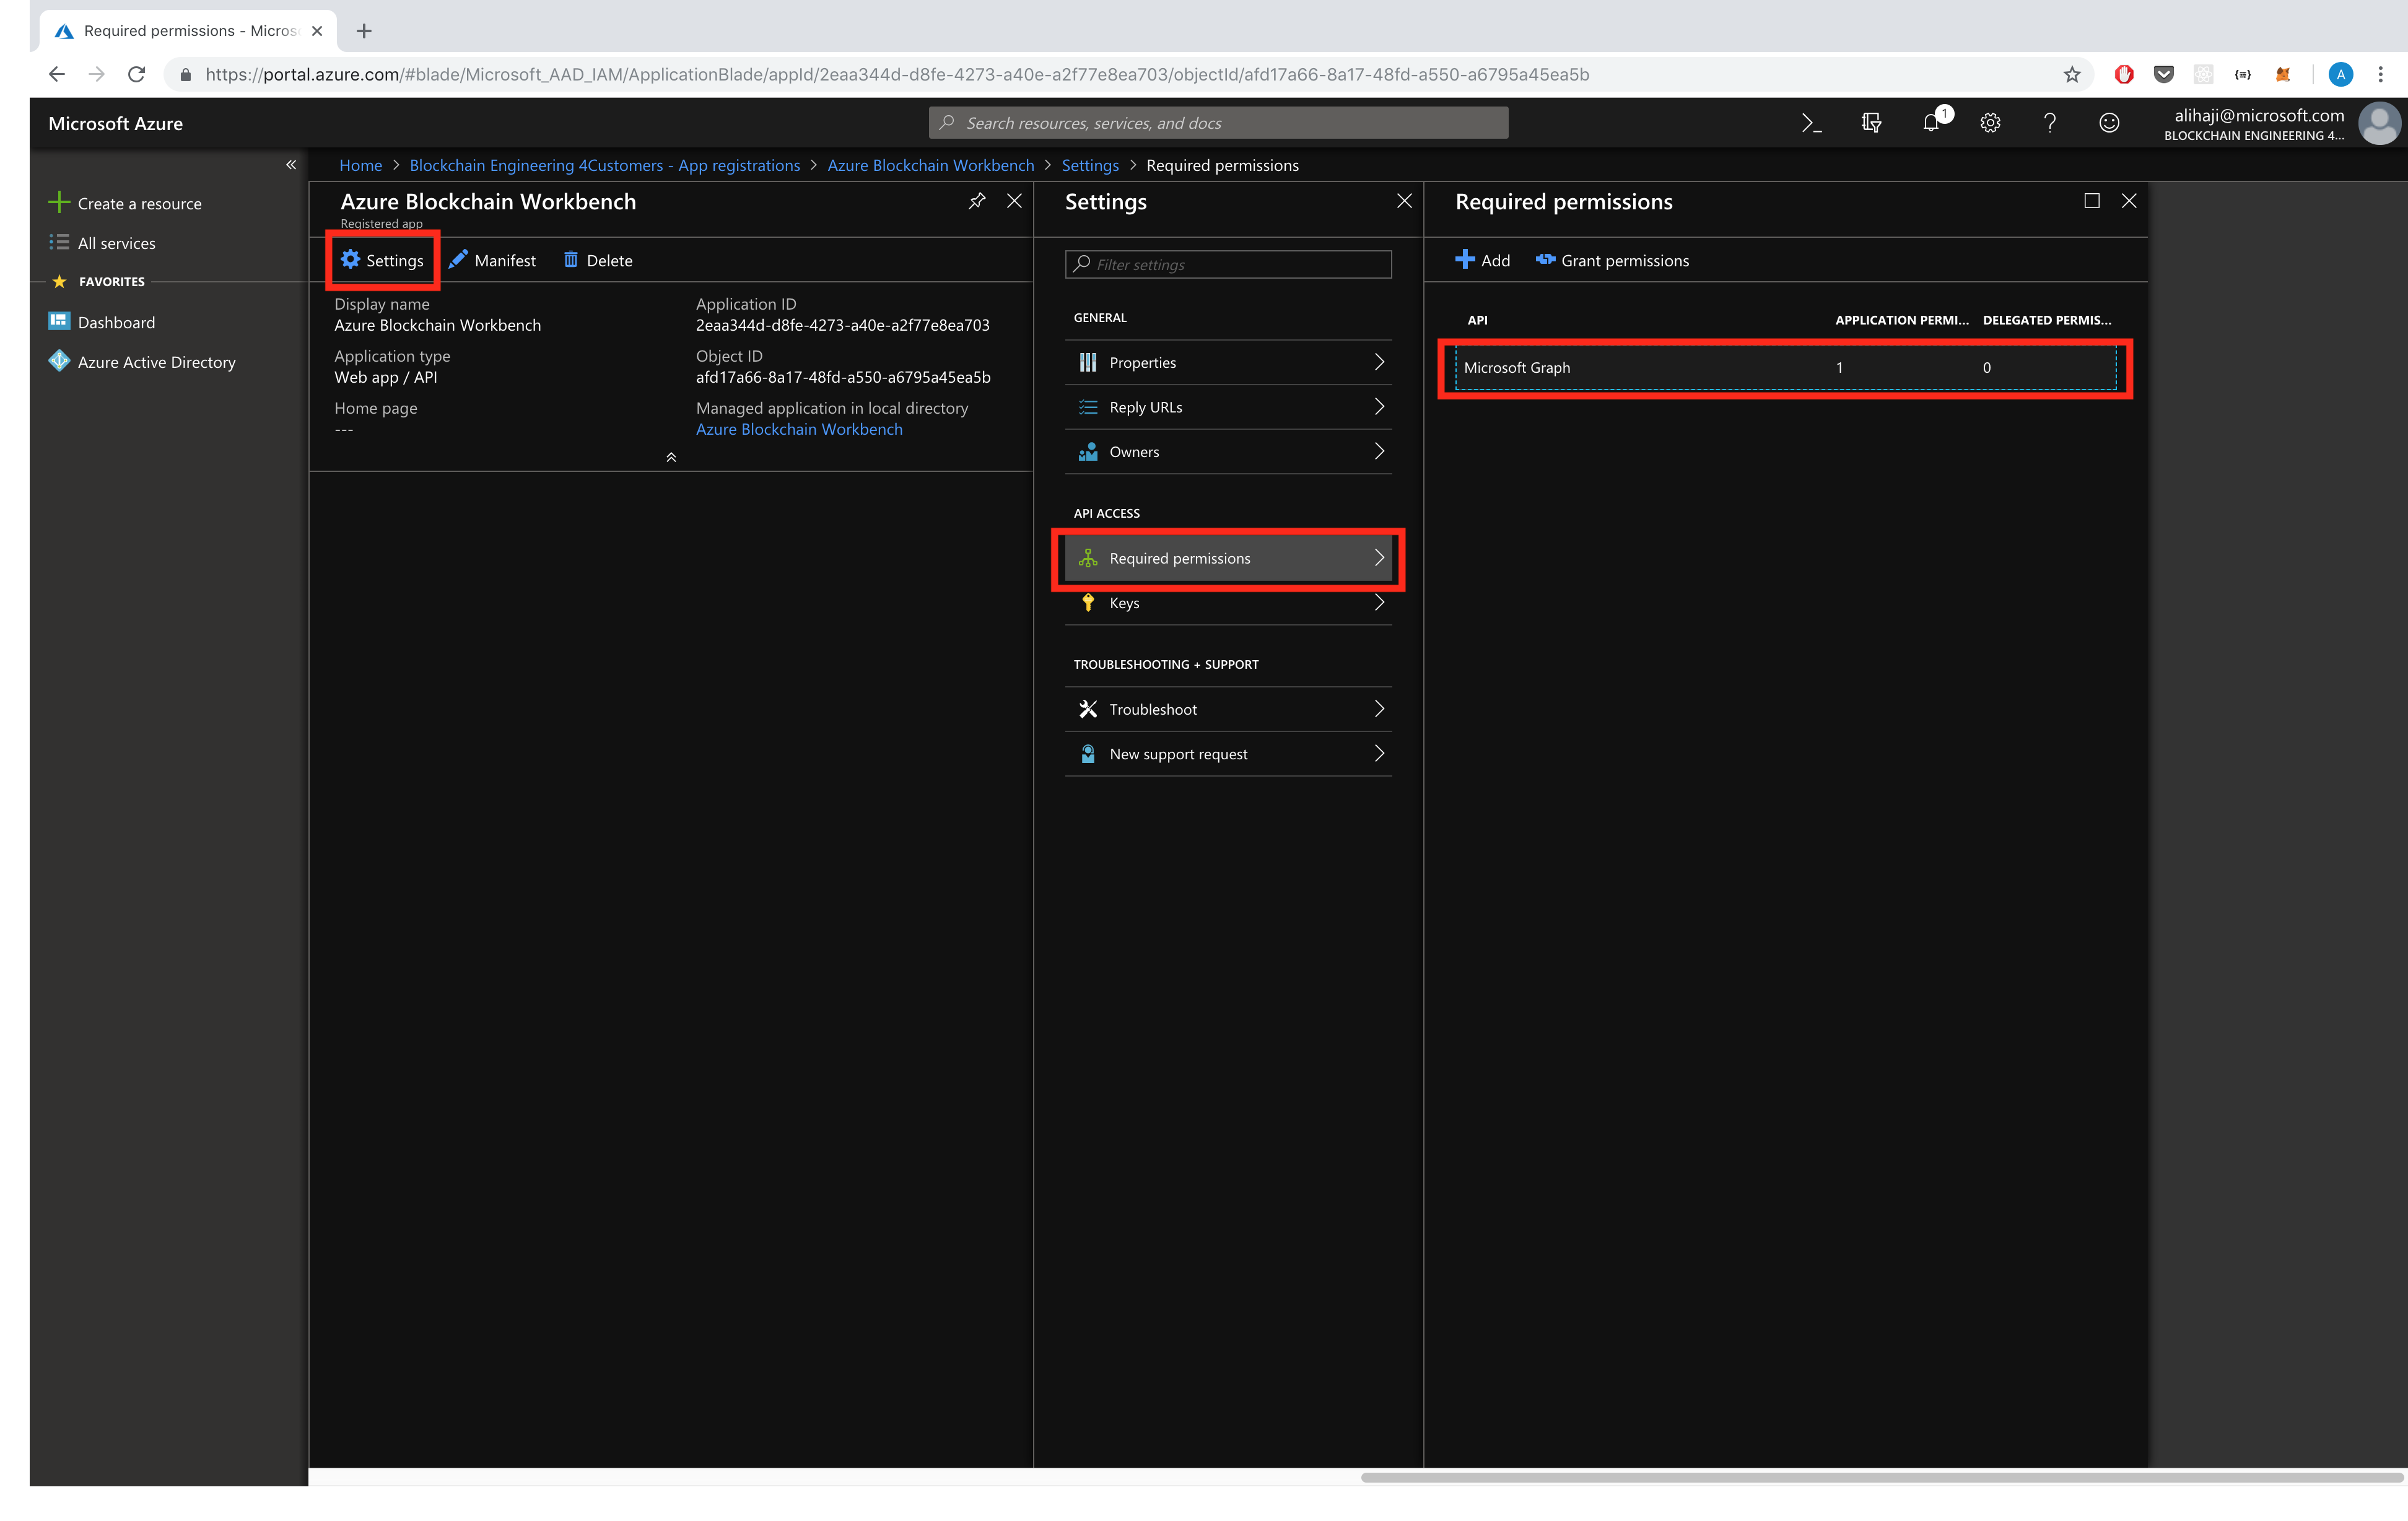 Required permissions - Micros
https://portal.azure.com/#blade/Microsoft_AAD_IAM/ApplicationBlade/appId/2eaa344d-d8fe-4273-a40e-a2f77e8ea703/objectId/afd17a66-8a17-48fd-a550-a6795a45ea5b
A
Microsoft Azure
Search resources, services, and docs
1
alihaji@microsoft.com
BLOCKCHAIN ENGINEERING 4...
Home > Blockchain Engineering 4Customers - App registrations > Azure Blockchain Workbench > Settings > Required permissions
Create a resource
All services
FAVORITES
Dashboard
Azure Active Directory
Azure Blockchain Workbench
Registered app
Settings Manifest Delete
Display name
Azure Blockchain Workbench
Application type
Web app / API
Home page
---
Application ID
2eaa344d-d8fe-4273-a40e-a2f77e8ea703
Object ID
afd17a66-8a17-48fd-a550-a6795a45ea5b
Managed application in local directory
Azure Blockchain Workbench
Settings
Filter settings
GENERAL
Properties
Reply URLs
Owners
API ACCESS
Required permissions
Keys
TROUBLESHOOTING + SUPPORT
Troubleshoot
New support request
Required permissions
Add Grant permissions
API APPLICATION PERMI... DELEGATED PERMIS...
Microsoft Graph 1 0